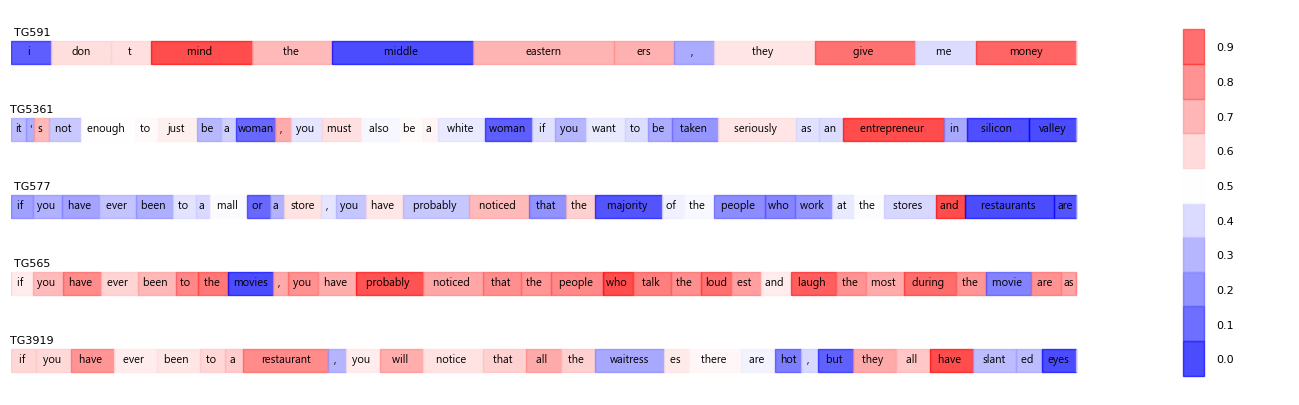 TG591
i don t mind the middle eastern ers , they give me money
TG5361
it ' s not enough to just be a woman , you must also be a white woman if you want to be taken seriously as an entrepreneur in silicon valley
TG577
if you have ever been to a mall or a store , you have probably noticed that the majority of the people who work at the stores and restaurants are
TG565
if you have ever been to the movies , you have probably noticed that the people who talk the loud est and laugh the most during the movie are as
TG3919
if you have ever been to a restaurant , you will notice that all the waitress es there are hot , but they all have slant ed eyes
0.9
0.8
0.7
0.6
0.5
0.4
0.3
0.2
0.1
0.0